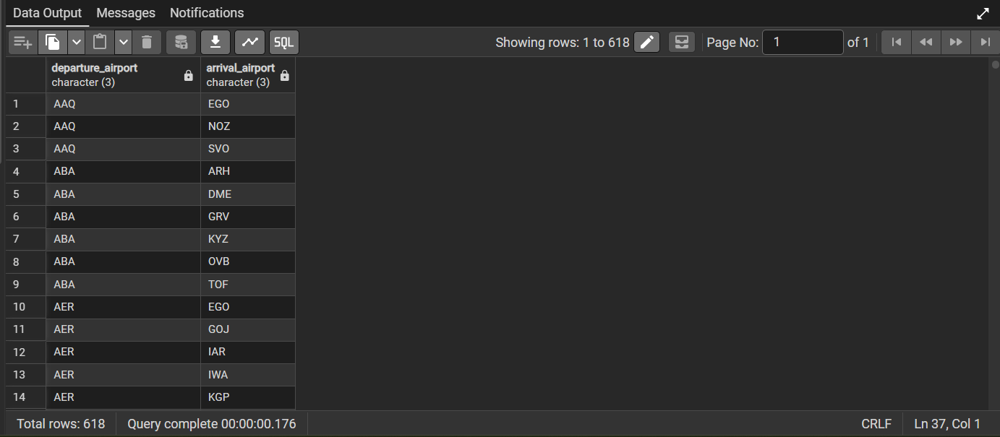 Data Output Messages Notifications
SQL Showing rows: 1 to 618 Page No: 1 of 1
departure_airport arrival_airport
character (3) character (3)
1 AAQ EGO
2 AAQ NOZ
3 AAQ SVO
4 ABA ARH
5 ABA DME
6 ABA GRV
7 ABA KYZ
8 ABA OVB
9 ABA TOF
10 AER EGO
11 AER GOJ
12 AER IAR
13 AER IWA
14 AER KGP
Total rows: 618 Query complete 00:00:00.176 CRLF Ln 37, Col 1